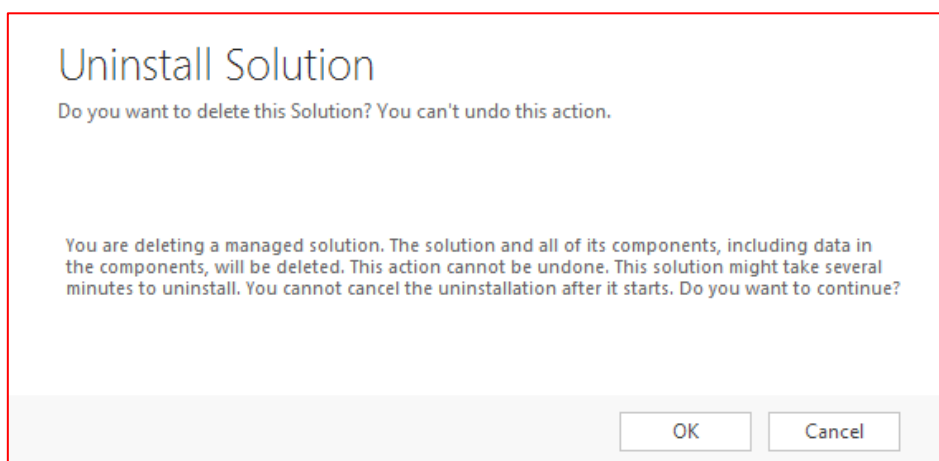 Uninstall Solution
Do you want to delete this Solution? You can't undo this action.
You are deleting a managed solution. The solution and all of its components, including data in
the components, will be deleted. This action cannot be undone. This solution might take several
minutes to uninstall. You cannot cancel the uninstallation after it starts. Do you want to continue?
OK
Cancel